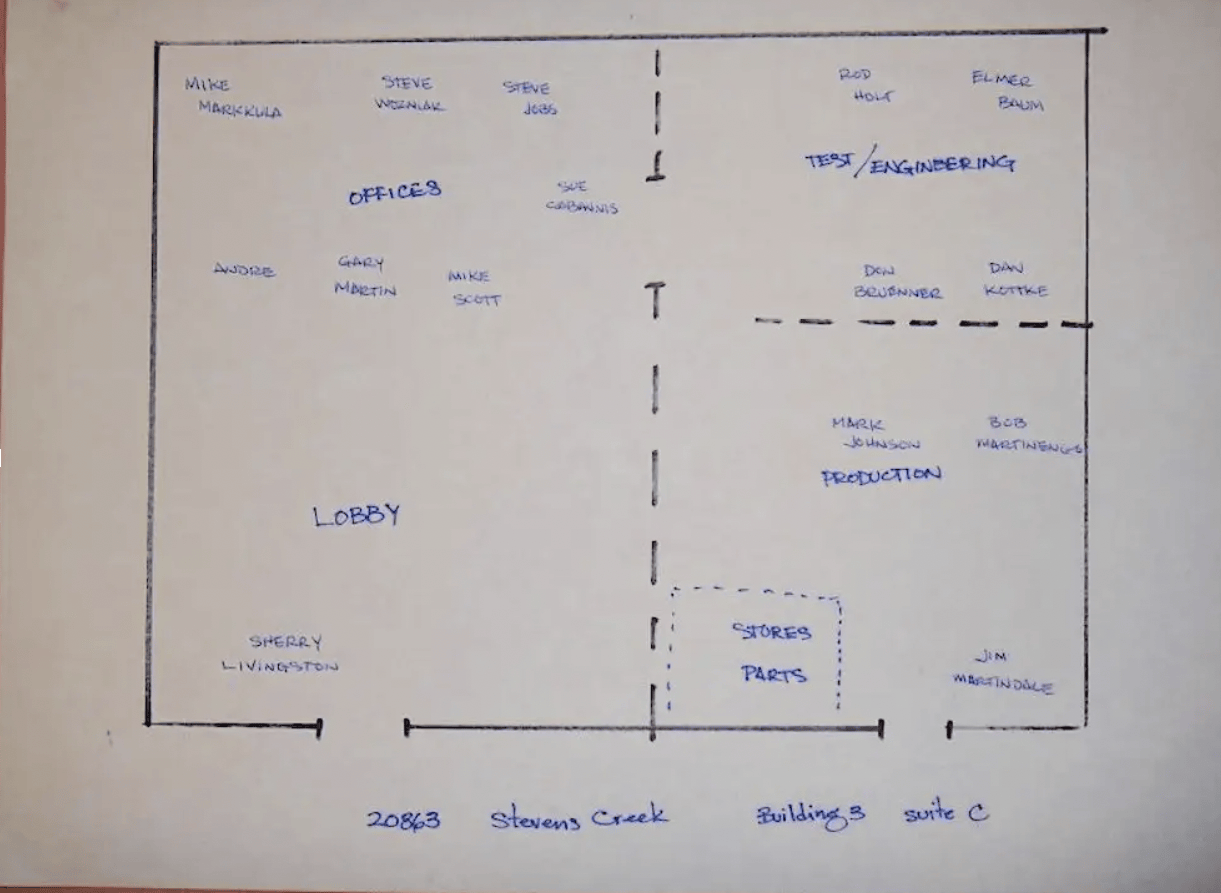 MIKE
MARKKULA
STEVE
WOZNIAK
STEVE
JOBS
ROD
HOLT
ELMER
BAUM
TEST/ENGINEERING
OFFICES
SUE
CABANNIS
ANDRE
GARY
MARTIN
MIKE
SCOTT
DON
BRUENNER
DAN
KOTTKE
MARK
JOHNSON
BOB
MARTINENGO
PRODUCTION
LOBBY
STORES
PARTS
SHERRY
LIVINGSTON
JIM
MARTINDALE
20863 Stevens Creek Building 3 suite C